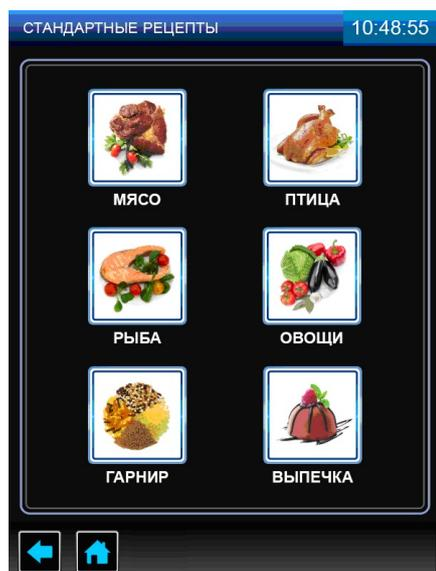 СТАНДАРТНЫЕ РЕЦЕПТЫ 10:48:55
МЯСО ПТИЦА
РЫБА ОВОЩИ
ГАРНИР ВЫПЕЧКА